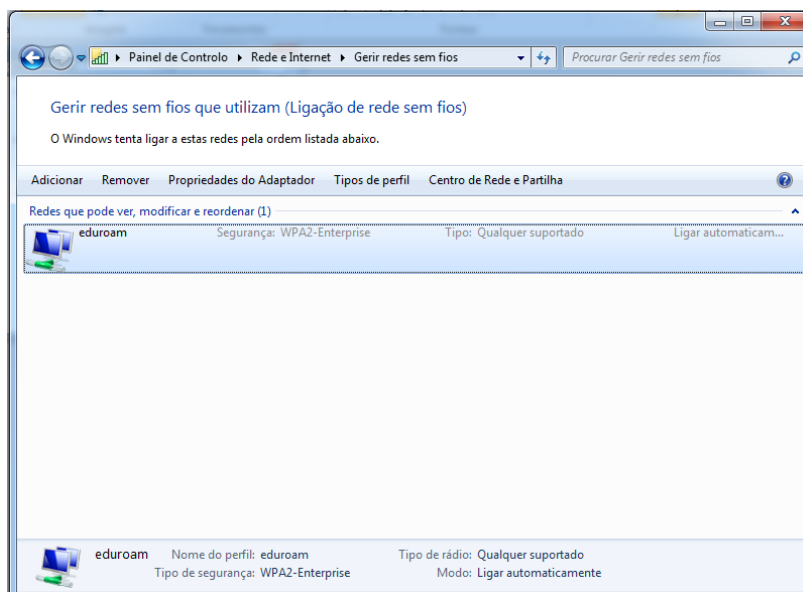 Painel de Controlo Rede e Internet Gerir redes sem fios Procurar Gerir redes sem fios
Gerir redes sem fios que utilizam (Ligação de rede sem fios)
O Windows tenta ligar a estas redes pela ordem listada abaixo.
Adicionar Remover Propriedades do Adaptador Tipos de perfil Centro de Rede e Partilha
Redes que pode ver, modificar e reordenar (1)
eduroam Segurança: WPA2-Enterprise Tipo: Qualquer suportado Ligar automaticam...
eduroam Nome do perfil: eduroam Tipo de rádio: Qualquer suportado
Tipo de segurança: WPA2-Enterprise Modo: Ligar automaticamente